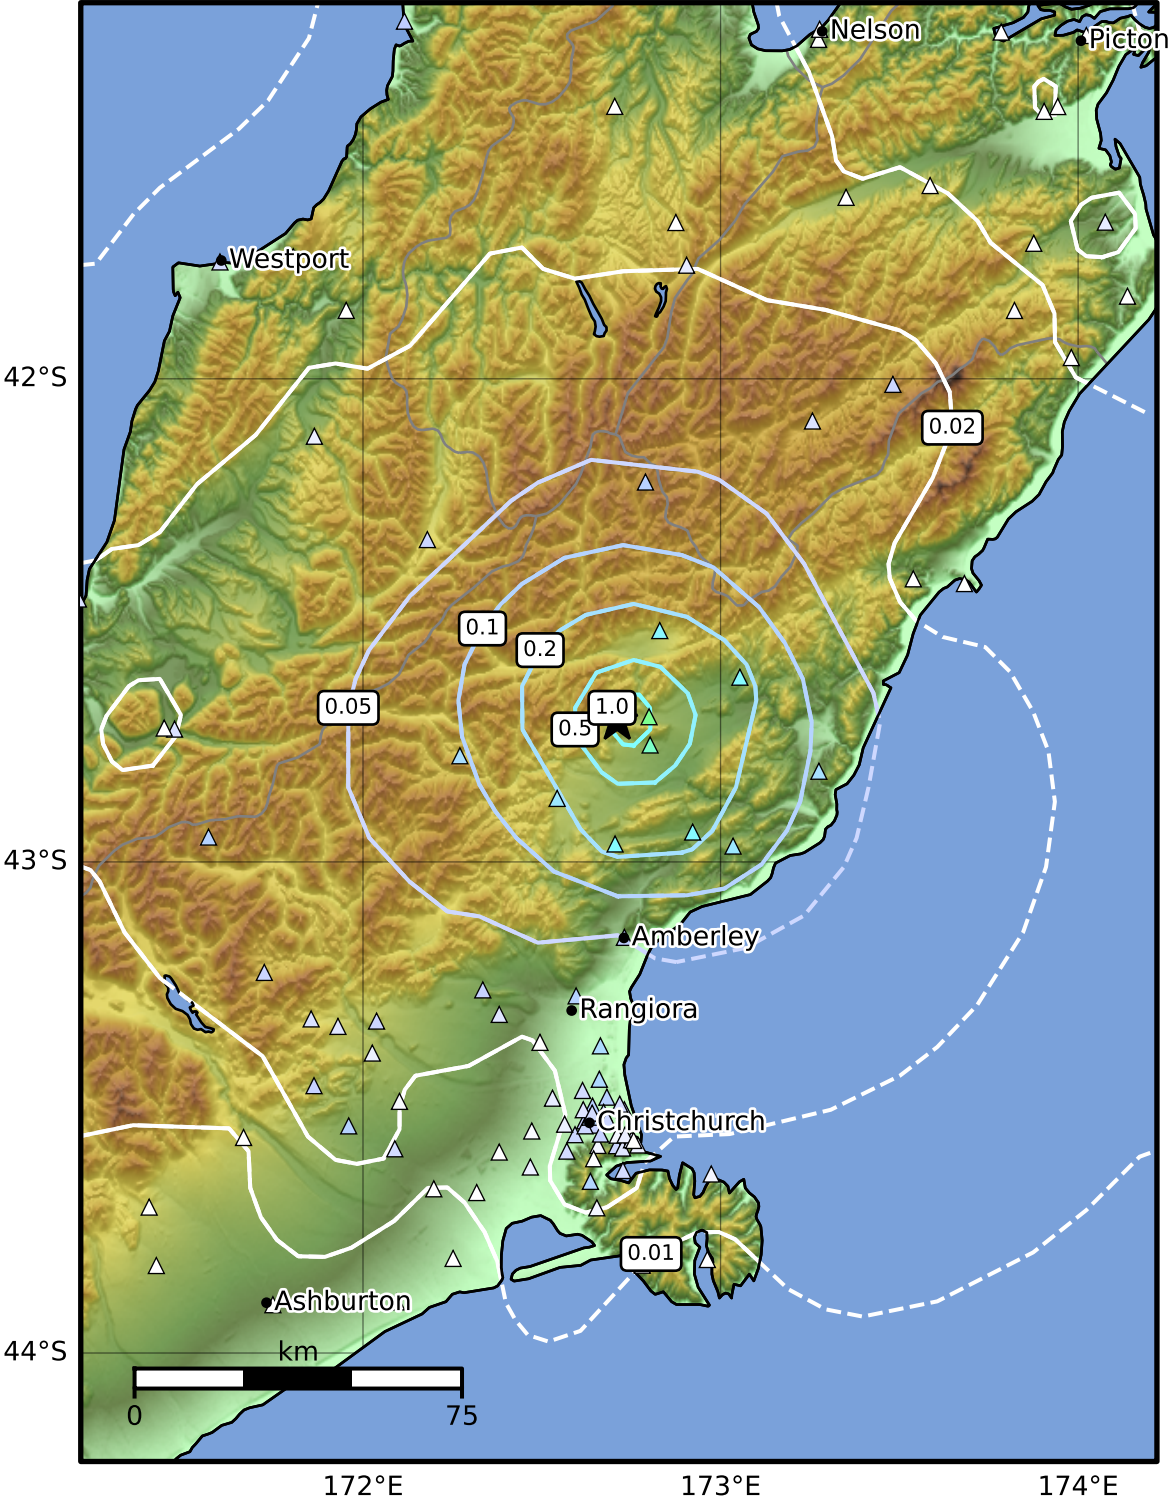 Nelson
Picton
Westport
42°S
0.02
0.1
0.2
0.05
1.0
0.5
43°S
Amberley
Rangiora
Christchurch
0.01
Ashburton
44°S
km
0 75
172°E 173°E 174°E